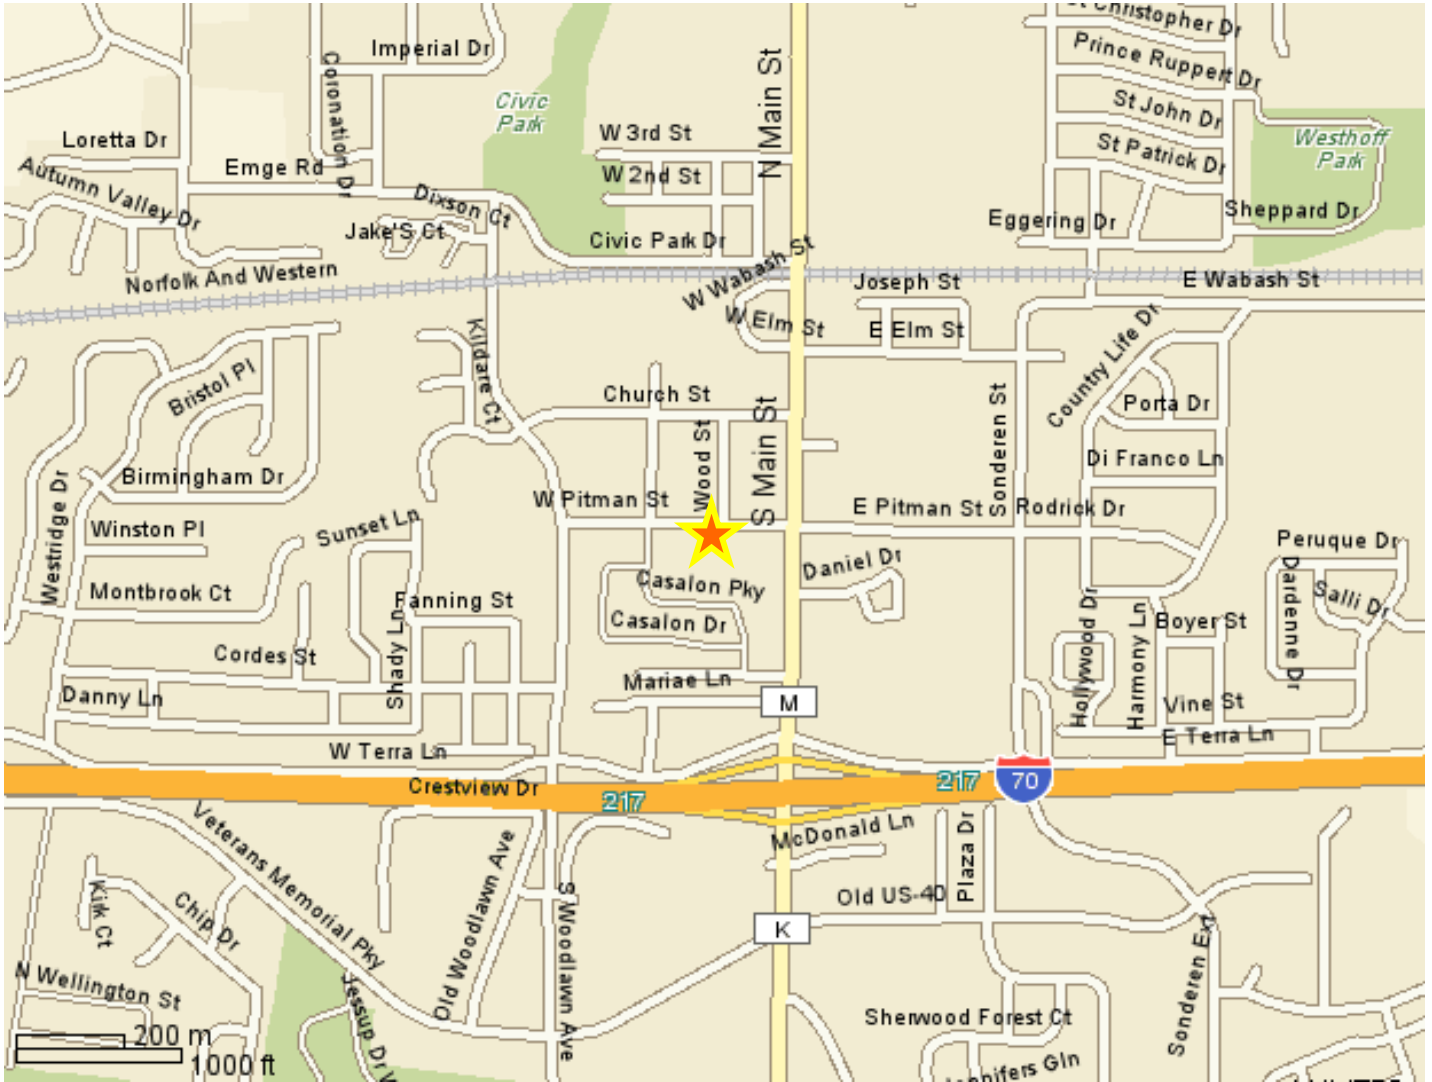 St Christopher Dr
Imperial Dr
Prince Ruppert Dr
Coronation Dr
N Main St
Civic
Park
St John Dr
W 3rd St
Loretta Dr
Westhoff
Park
St Patrick Dr
Emge Rd
W 2nd St
Autumn Valley Dr
Dixson Ct
Sheppard Dr
Eggering Dr
Jake'S Ct
Civic Park Dr
Norfolk And Western
W Wabash St
Joseph St
E Wabash St
W Elm St
E Elm St
Kildare Ct
Country Life Dr
Bristol Pl
Church St
Porta Dr
Wood St
S Main St
Sonderen St
Di Franco Ln
Birmingham Dr
W Pitman St
E Pitman St
Rodrick Dr
Westridge Dr
Winston Pl
Sunset Ln
Peruque Dr
Daniel Dr
Casalon Pky
Dardenne Dr
Salli Dr
Montbrook Ct
Fanning St
Casalon Dr
Hollywood Dr
Harmony Ln
Boyer St
Cordes St
Shady Ln
Mariae Ln
Danny Ln
M
Vine St
W Terra Ln
E Terra Ln
Crestview Dr
217
217
70
McDonald Ln
Plaza Dr
Veterans Memorial Pky
Old Woodlawn Ave
Kirk Ct
Chip Dr
S Woodlawn Ave
Old US-40
K
Sonderen Ext
N Wellington St
Jessup Dr W
Sherwood Forest Ct
200 m
1000 ft